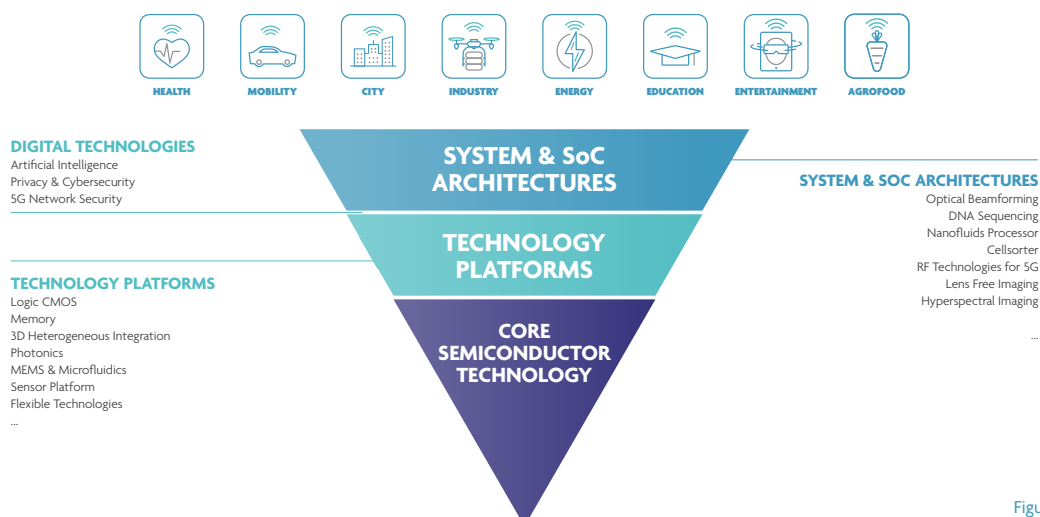 HEALTH
MOBILITY
CITY
INDUSTRY
ENERGY
EDUCATION
ENTERTAINMENT
AGROFOOD
DIGITAL TECHNOLOGIES
Artificial Intelligence
Privacy & Cybersecurity
5G Network Security
TECHNOLOGY PLATFORMS
Logic CMOS
Memory
3D Heterogeneous Integration
Photonics
MEMS & Microfluidics
Sensor Platform
Flexible Technologies
...
SYSTEM & SoC
ARCHITECTURES
TECHNOLOGY
PLATFORMS
CORE
SEMICONDUCTOR
TECHNOLOGY
SYSTEM & SOC ARCHITECTURES
Optical Beamforming
DNA Sequencing
Nanofluids Processor
Cellsorter
RF Technologies for 5G
Lens Free Imaging
Hyperspectral Imaging
...
Figu